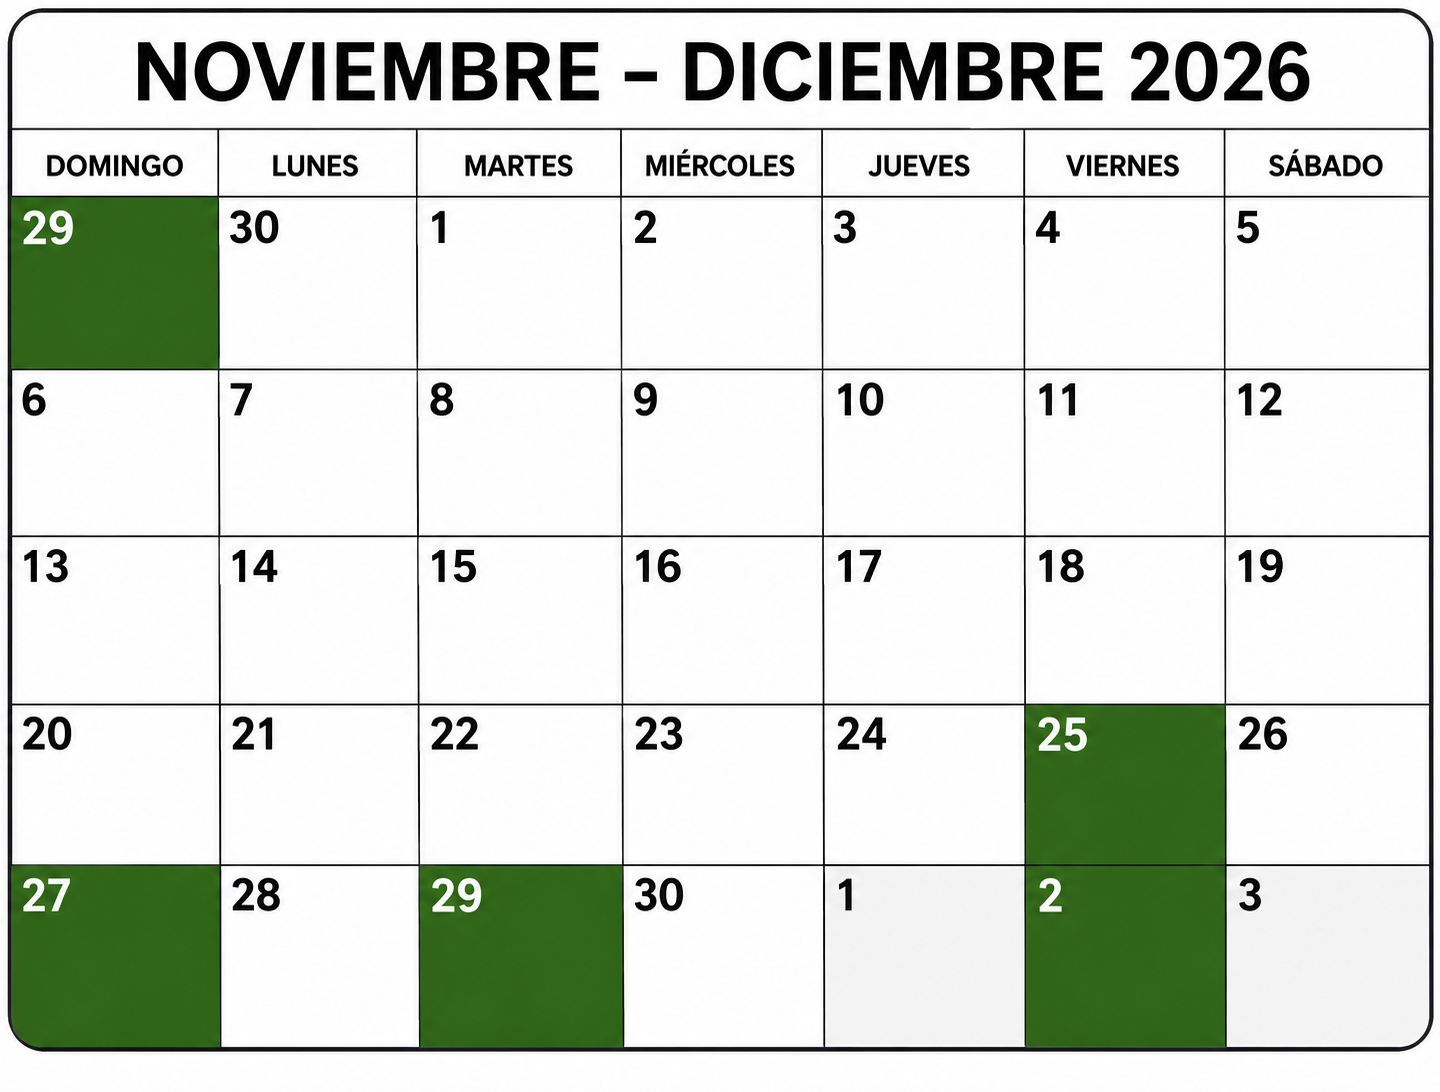 NOVIEMBRE – DICIEMBRE 2026
DOMINGO LUNES MARTES MIÉRCOLES JUEVES VIERNES SÁBADO
29 30 1 2 3 4 5
6 7 8 9 10 11 12
13 14 15 16 17 18 19
20 21 22 23 24 25 26
27 28 29 30 1 2 3